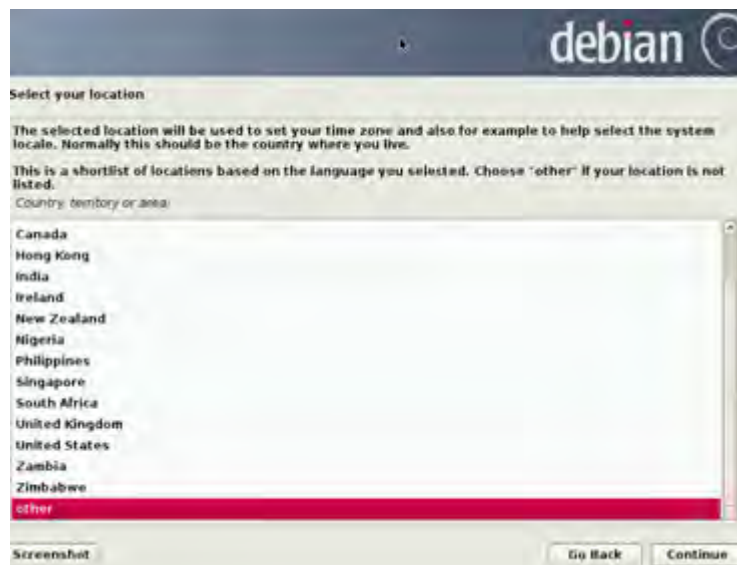 debian
Select your location
The selected location will be used to set your time zone and also for example to help select the system
locale. Normally this should be the country where you live.
This is a shortlist of locations based on the language you selected. Choose "other" if your location is not
listed.
Country, territory or area:
Canada
Hong Kong
India
Ireland
New Zealand
Nigeria
Philippines
Singapore
South Africa
United Kingdom
United States
Zambia
Zimbabwe
other
Screenshot
Go Back
Continue